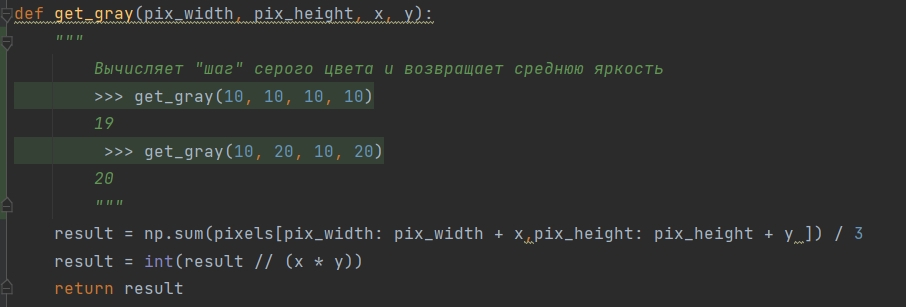 def get_gray(pix_width, pix_height, x, y):
"""
Вычисляет "шаг" серого цвета и возвращает среднюю яркость
>>> get_gray(10, 10, 10, 10)
19
>>> get_gray(10, 20, 10, 20)
20
"""
result = np.sum(pixels[pix_width: pix_width + x,pix_height: pix_height + y ]) / 3
result = int(result // (x * y))
return result